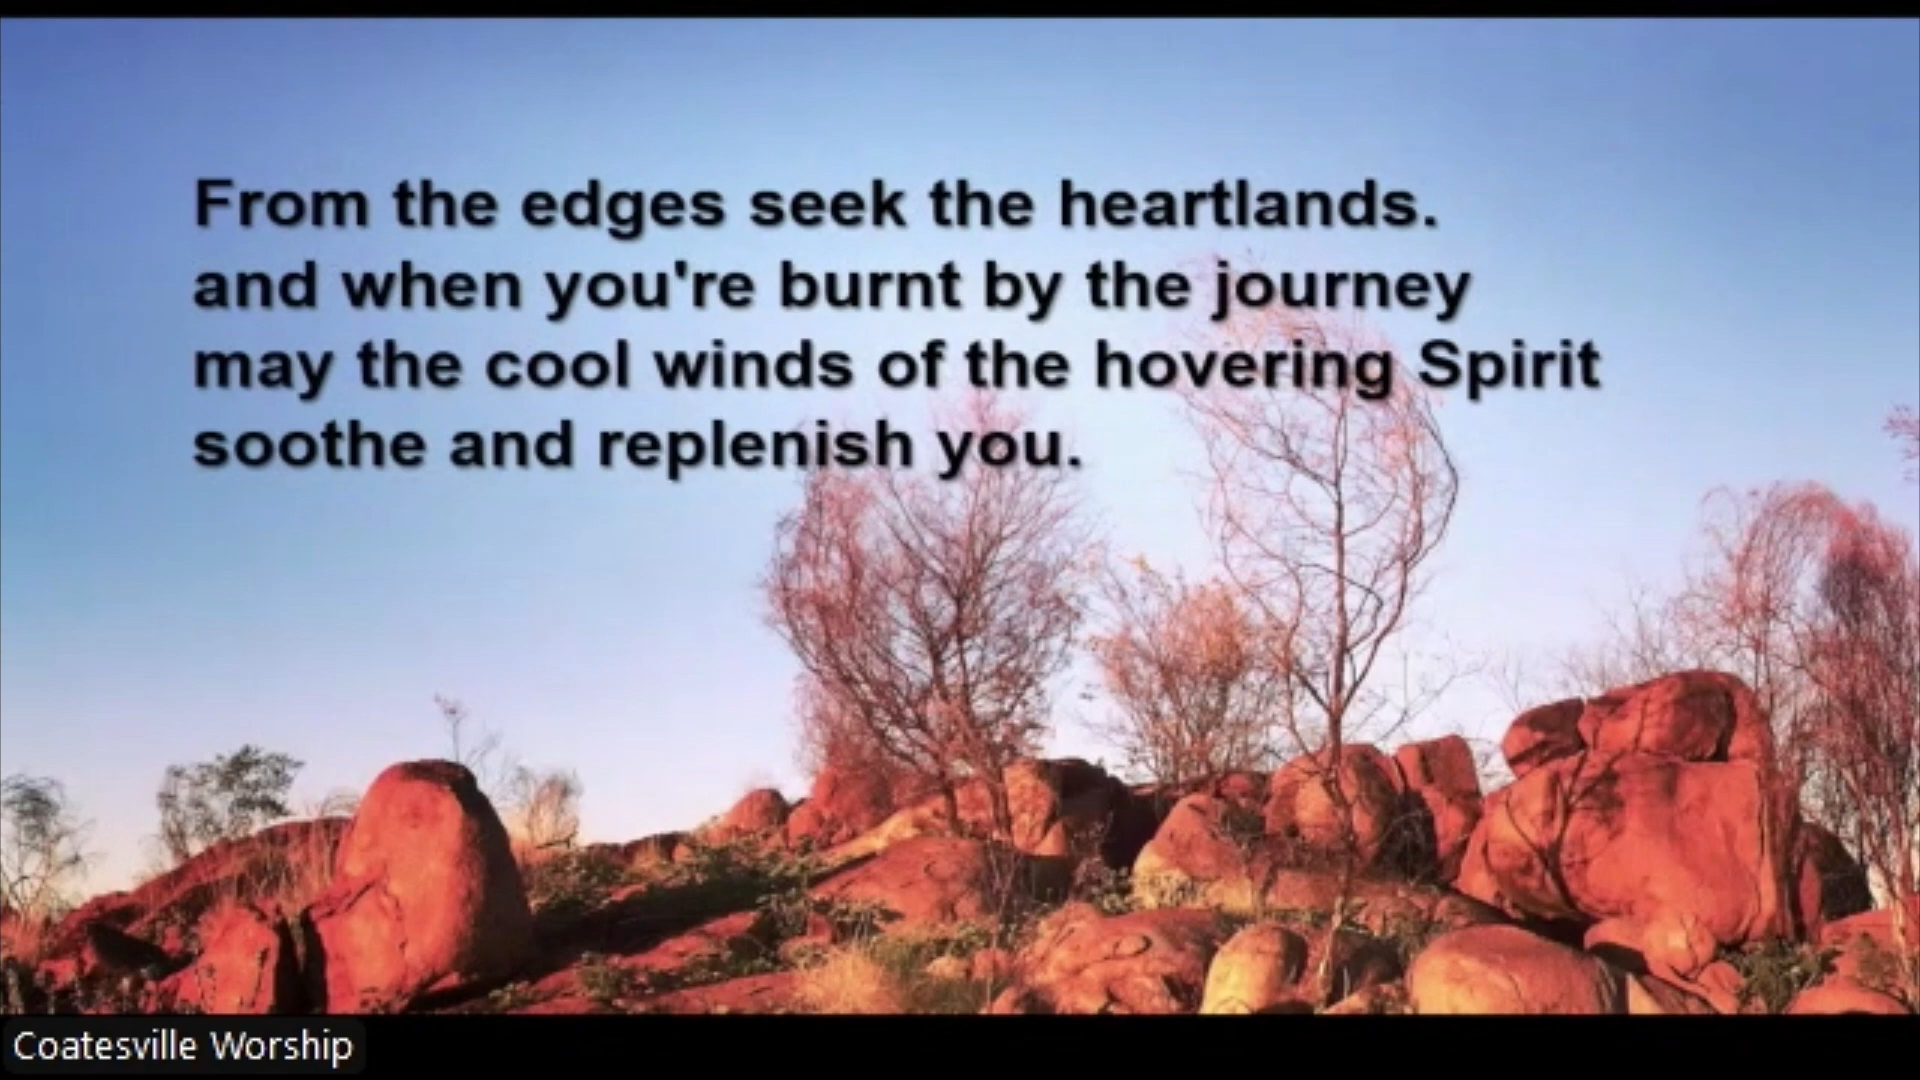 From the edges seek the heartlands.
and when you're burnt by the journey
may the cool winds of the hovering Spirit
soothe and replenish you.
Coatesville Worship